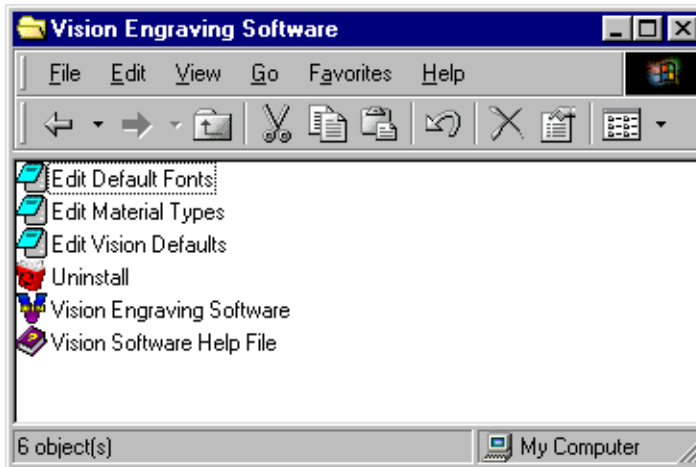 Vision Engraving Software
File Edit View Go Favorites Help
Edit Default Fonts
Edit Material Types
Edit Vision Defaults
Uninstall
Vision Engraving Software
Vision Software Help File
6 object(s) My Computer